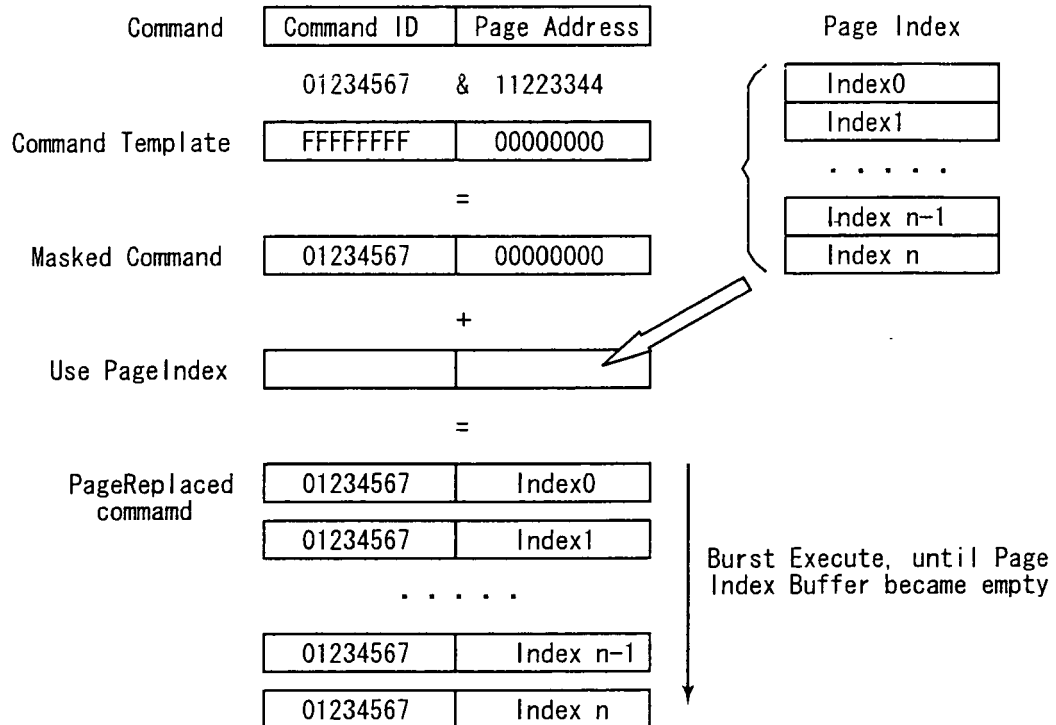 Command Command ID Page Address
01234567 & 11223344
Command Template FFFFFFFF 00000000
=
Masked Command 01234567 00000000
+
Use PageIndex
=
PageReplaced
commamd
01234567 Index0
01234567 Index1
. . . . .
01234567 Index n-1
01234567 Index n
Page Index
Index0
Index1
. . . . .
Index n-1
Index n
Burst Execute, until Page
Index Buffer became empty